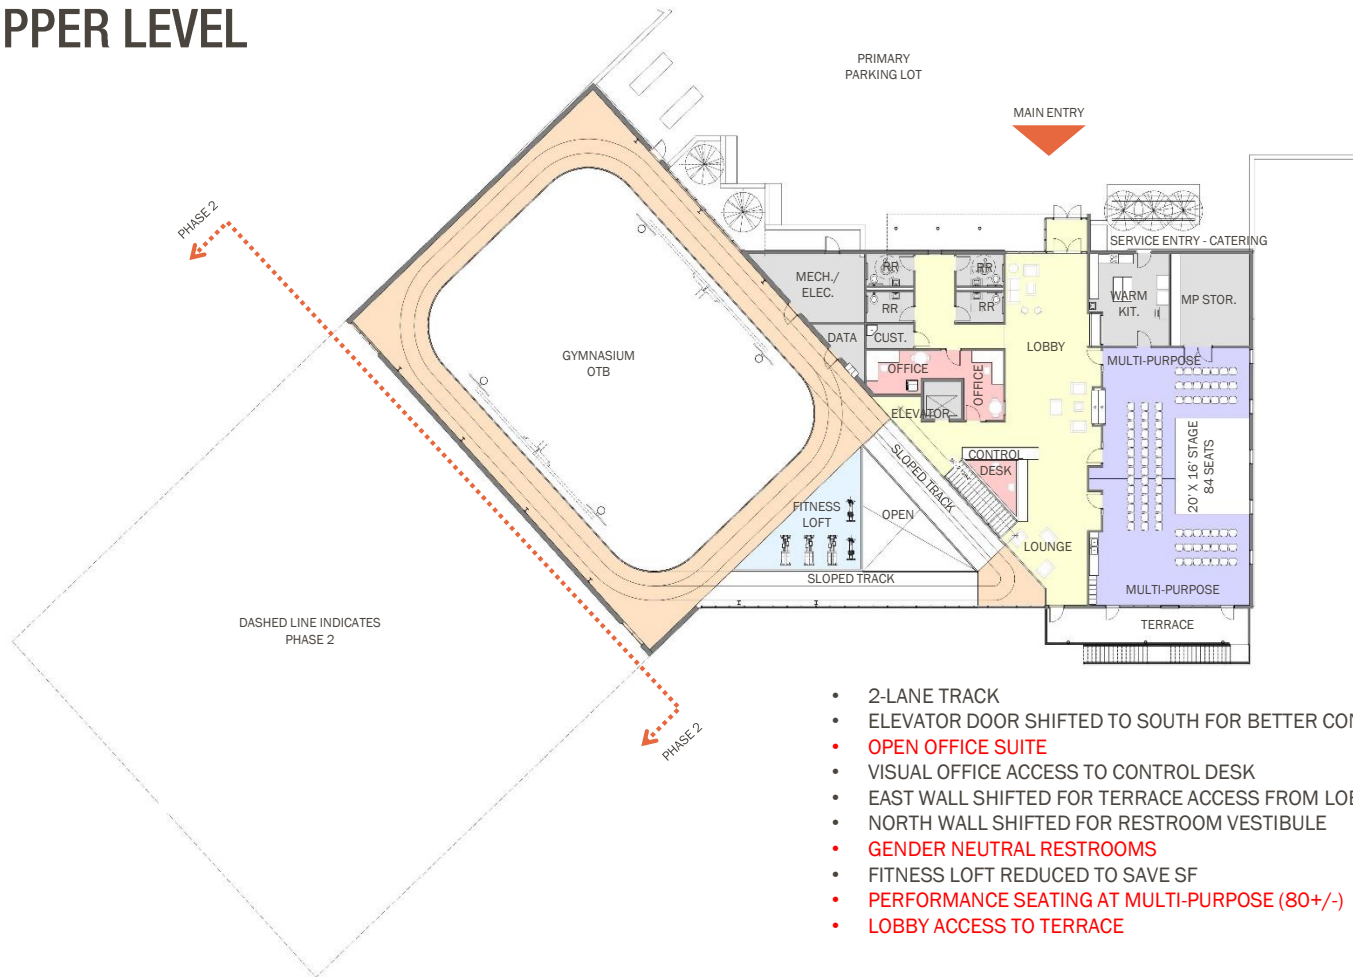 PPER LEVEL
PRIMARY
PARKING LOT
MAIN ENTRY
PHASE 2
SERVICE ENTRY - CATERING
MECH./
ELEC.
RR
RR
RR
RR
WARM
KIT.
MP STOR.
DATA
CUST.
LOBBY
GYMNASIUM
OTB
OFFICE
OFFICE
MULTI-PURPOSE
ELEVATOR
SLOPED TRACK
CONTROL
DESK
20' X 16' STAGE
84 SEATS
FITNESS
LOFT
OPEN
LOUNGE
SLOPED TRACK
MULTI-PURPOSE
TERRACE
DASHED LINE INDICATES
PHASE 2
PHASE 2
• 2-LANE TRACK
• ELEVATOR DOOR SHIFTED TO SOUTH FOR BETTER CON
• OPEN OFFICE SUITE
• VISUAL OFFICE ACCESS TO CONTROL DESK
• EAST WALL SHIFTED FOR TERRACE ACCESS FROM LOB
• NORTH WALL SHIFTED FOR RESTROOM VESTIBULE
• GENDER NEUTRAL RESTROOMS
• FITNESS LOFT REDUCED TO SAVE SF
• PERFORMANCE SEATING AT MULTI-PURPOSE (80+/-)
• LOBBY ACCESS TO TERRACE